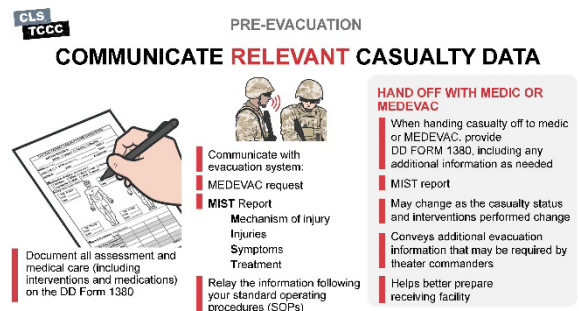 CLS
TCCC
PRE-EVACUATION
COMMUNICATE RELEVANT CASUALTY DATA
Document all assessment and
medical care (including
interventions and medications)
on the DD Form 1380
Communicate with
evacuation system:
MEDEVAC request
MIST Report
Mechanism of injury
Injuries
Symptoms
Treatment
Relay the information following
your standard operating
procedures (SOPs)
HAND OFF WITH MEDIC OR
MEDEVAC
When handing casualty off to medic
or MEDEVAC, provide
DD FORM 1380, including any
additional information as needed
MIST report
May change as the casualty status
and interventions performed change
Conveys additional evacuation
information that may be required by
theater commanders
Helps better prepare
receiving facility